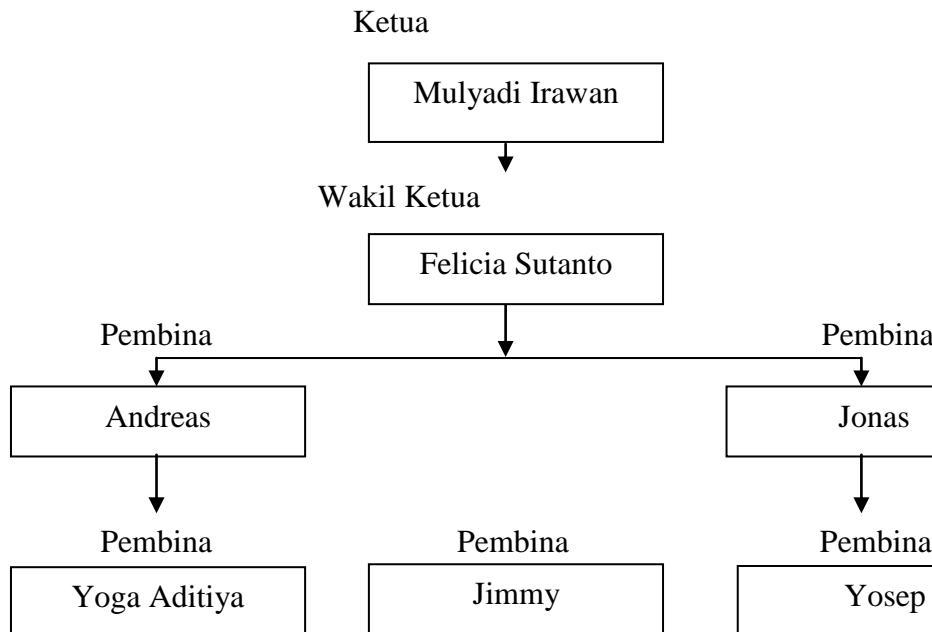 Ketua
Mulyadi Irawan
Wakil Ketua
Felicia Sutanto
Pembina
Pembina
Andreas
Jonas
Pembina
Pembina
Pembina
Yoga Aditiya
Jimmy
Yosep